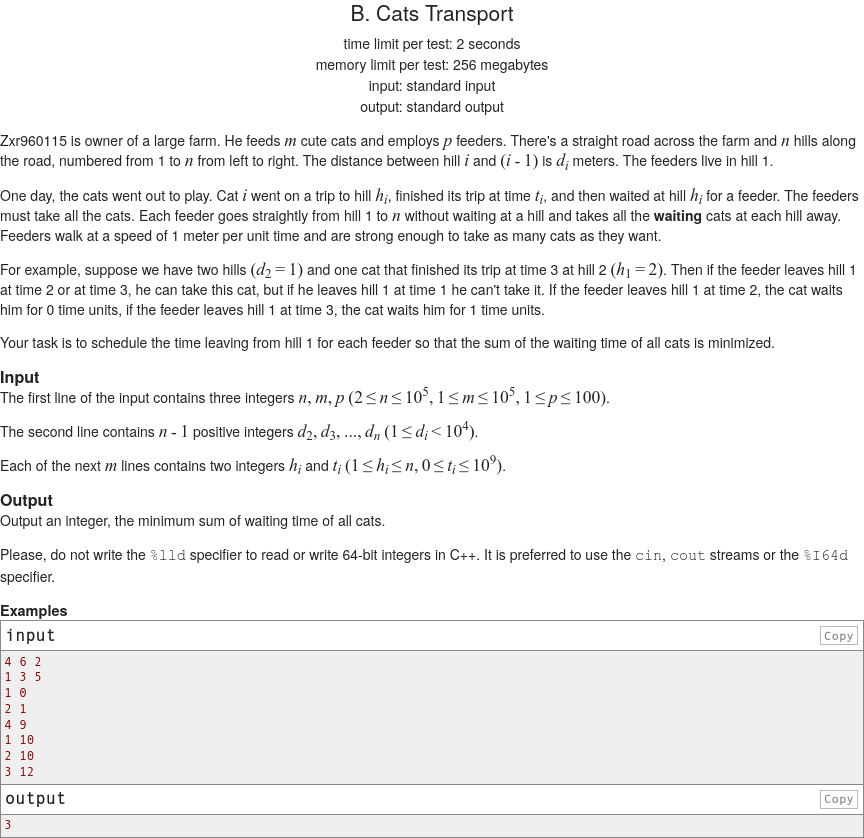 B. Cats Transport
time limit per test: 2 seconds
memory limit per test: 256 megabytes
input: standard input
output: standard output
Zxr960115 is owner of a large farm. He feeds m cute cats and employs p feeders. There's a straight road across the farm and n hills along
the road, numbered from 1 to n from left to right. The distance between hill i and (i - 1) is d_i meters. The feeders live in hill 1.
One day, the cats went out to play. Cat i went on a trip to hill h_i, finished its trip at time t_i, and then waited at hill h_i for a feeder. The feeders
must take all the cats. Each feeder goes straightly from hill 1 to n without waiting at a hill and takes all the waiting cats at each hill away.
Feeders walk at a speed of 1 meter per unit time and are strong enough to take as many cats as they want.
For example, suppose we have two hills (d_2 = 1) and one cat that finished its trip at time 3 at hill 2 (h_1 = 2). Then if the feeder leaves hill 1
at time 2 or at time 3, he can take this cat, but if he leaves hill 1 at time 1 he can't take it. If the feeder leaves hill 1 at time 2, the cat waits
him for 0 time units, if the feeder leaves hill 1 at time 3, the cat waits him for 1 time units.
Your task is to schedule the time leaving from hill 1 for each feeder so that the sum of the waiting time of all cats is minimized.
Input
The first line of the input contains three integers n, m, p (2 ≤ n ≤ 10^5, 1 ≤ m ≤ 10^5, 1 ≤ p ≤ 100).
The second line contains n - 1 positive integers d_2, d_3, ..., d_n (1 ≤ d_i < 10^4).
Each of the next m lines contains two integers h_i and t_i (1 ≤ h_i ≤ n, 0 ≤ t_i ≤ 10^9).
Output
Output an integer, the minimum sum of waiting time of all cats.
Please, do not write the %lld specifier to read or write 64-bit integers in C++. It is preferred to use the cin, cout streams or the %I64d
specifier.
Examples
input Copy
4 6 2
1 3 5
1 0
2 1
4 9
1 10
2 10
3 12
output Copy
3